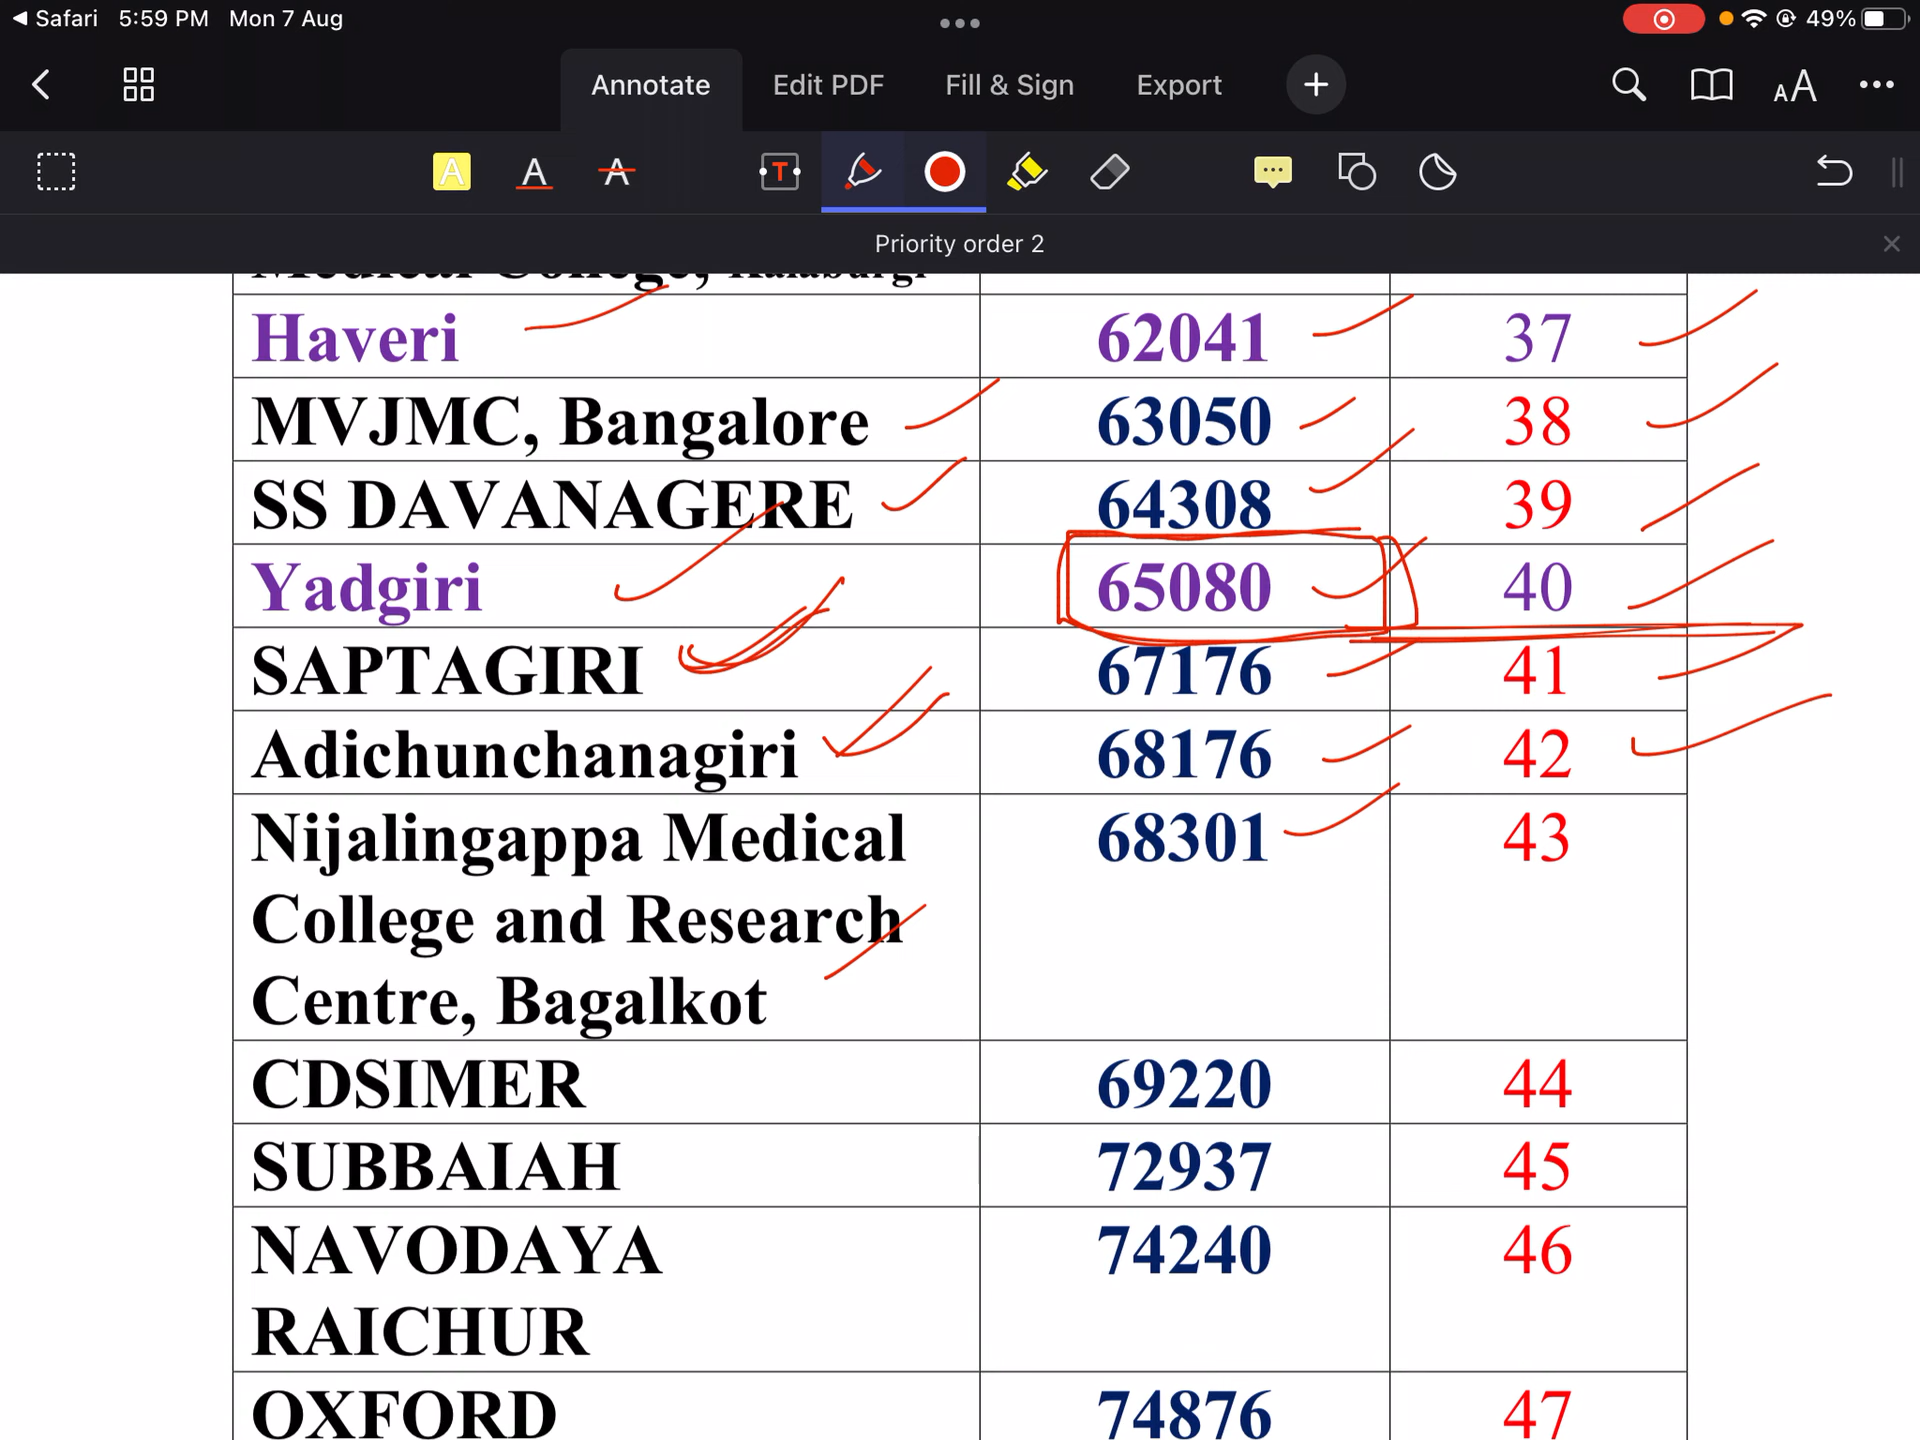 Safari 5:59 PM Mon 7 Aug 49%
Annotate Edit PDF Fill & Sign Export
Priority order 2
Medical College, Kalaburgi
Haveri 62041 37
MVJMC, Bangalore 63050 38
SS DAVANAGERE 64308 39
Yadgiri 65080 40
SAPTAGIRI 67176 41
Adichunchanagiri 68176 42
Nijalingappa Medical 68301 43
College and Research
Centre, Bagalkot
CDSIMER 69220 44
SUBBAIAH 72937 45
NAVODAYA 74240 46
RAICHUR
OXFORD 74876 47